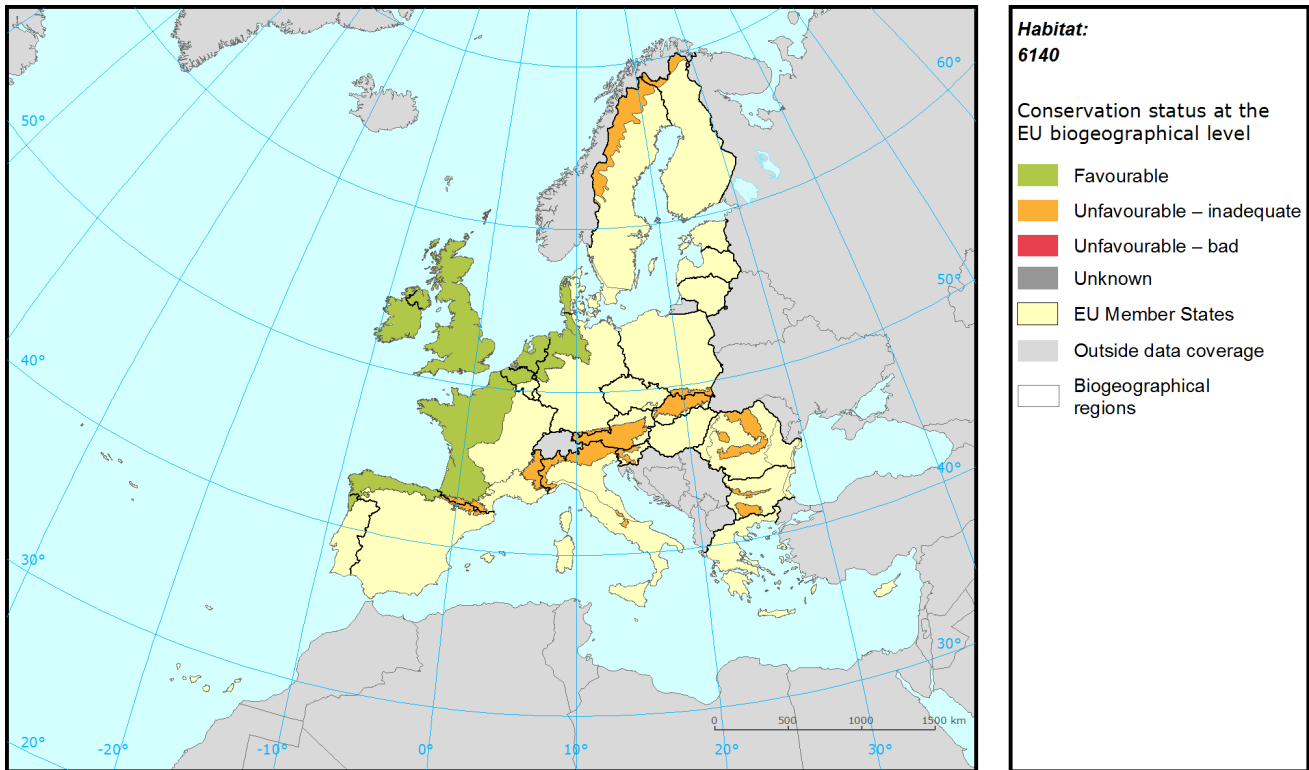 Habitat:
6140
Conservation status at the
EU biogeographical level
Favourable
Unfavourable – inadequate
Unfavourable – bad
Unknown
EU Member States
Outside data coverage
Biogeographical
regions
60°
50°
50°
40°
40°
30°
30°
20°
-20°
-10°
0°
10°
20°
30°
0 500 1000 1500 km